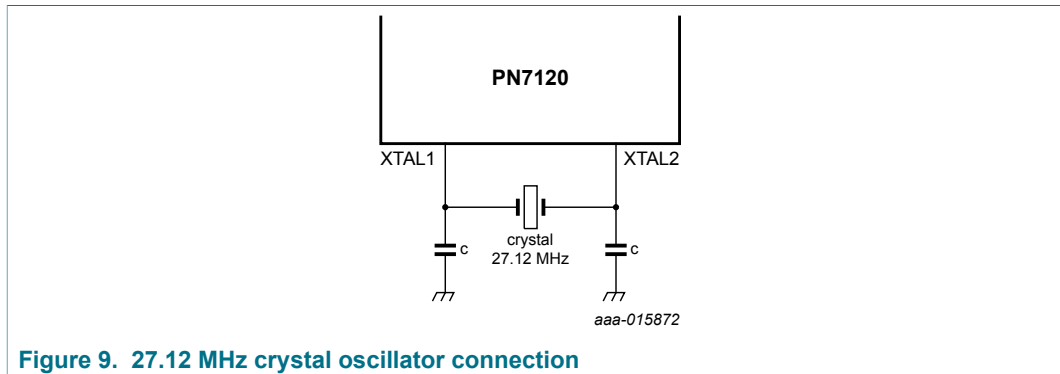 PN7120
XTAL1 XTAL2
c crystal c
27.12 MHz
aaa-015872
Figure 9. 27.12 MHz crystal oscillator connection